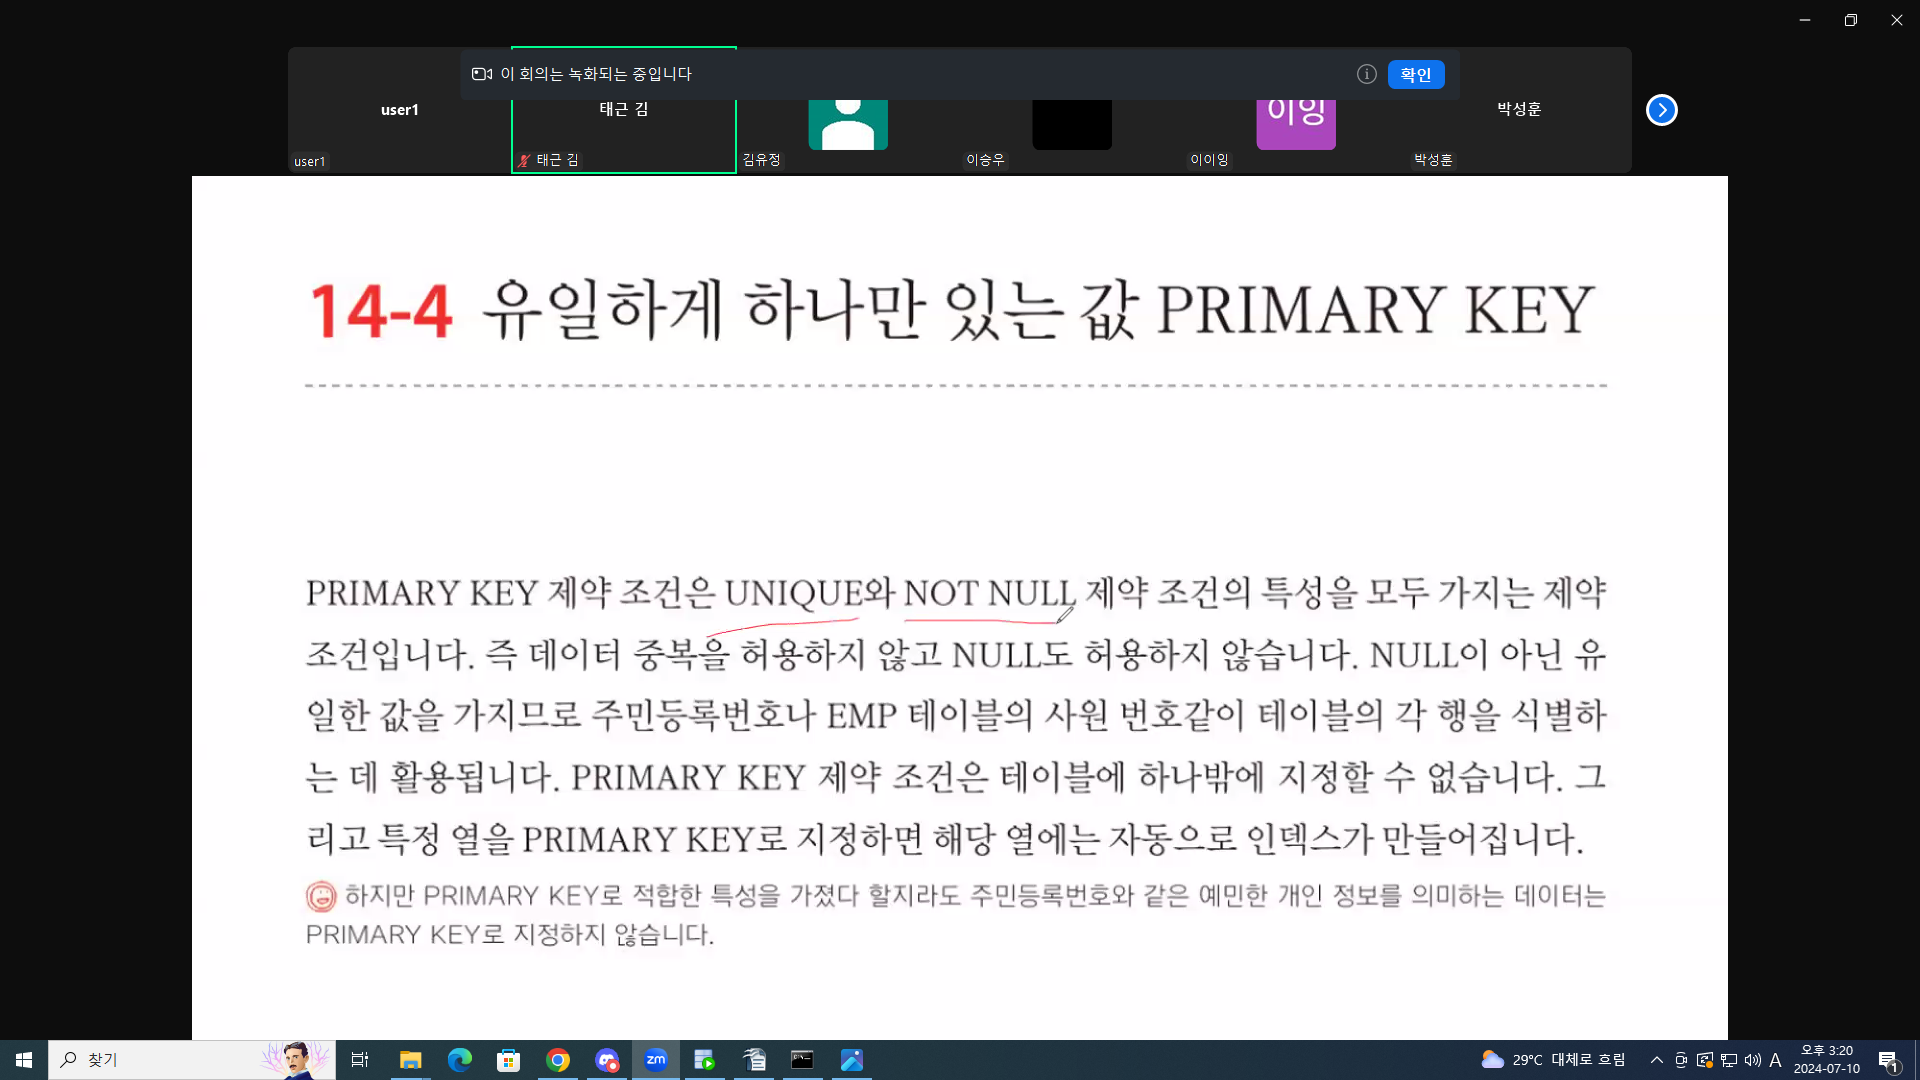 이 회의는 녹화되는 중입니다
확인
user1
태근 김
이잉
박성훈
user1
태근 김
김유정
이승우
이이잉
박성훈
14-4 유일하게 하나만 있는 값 PRIMARY KEY
PRIMARY KEY 제약 조건은 UNIQUE와 NOT NULL 제약 조건의 특성을 모두 가지는 제약
조건입니다. 즉 데이터 중복을 허용하지 않고 NULL도 허용하지 않습니다. NULL이 아닌 유
일한 값을 가지므로 주민등록번호나 EMP 테이블의 사원 번호같이 테이블의 각 행을 식별하
는 데 활용됩니다. PRIMARY KEY 제약 조건은 테이블에 하나밖에 지정할 수 없습니다. 그
리고 특정 열을 PRIMARY KEY로 지정하면 해당 열에는 자동으로 인덱스가 만들어집니다.
하지만 PRIMARY KEY로 적합한 특성을 가졌다 할지라도 주민등록번호와 같은 예민한 개인 정보를 의미하는 데이터는
PRIMARY KEY로 지정하지 않습니다.
찾기
zm
29°C 대체로 흐림
A
오후 3:20
2024-07-10
1